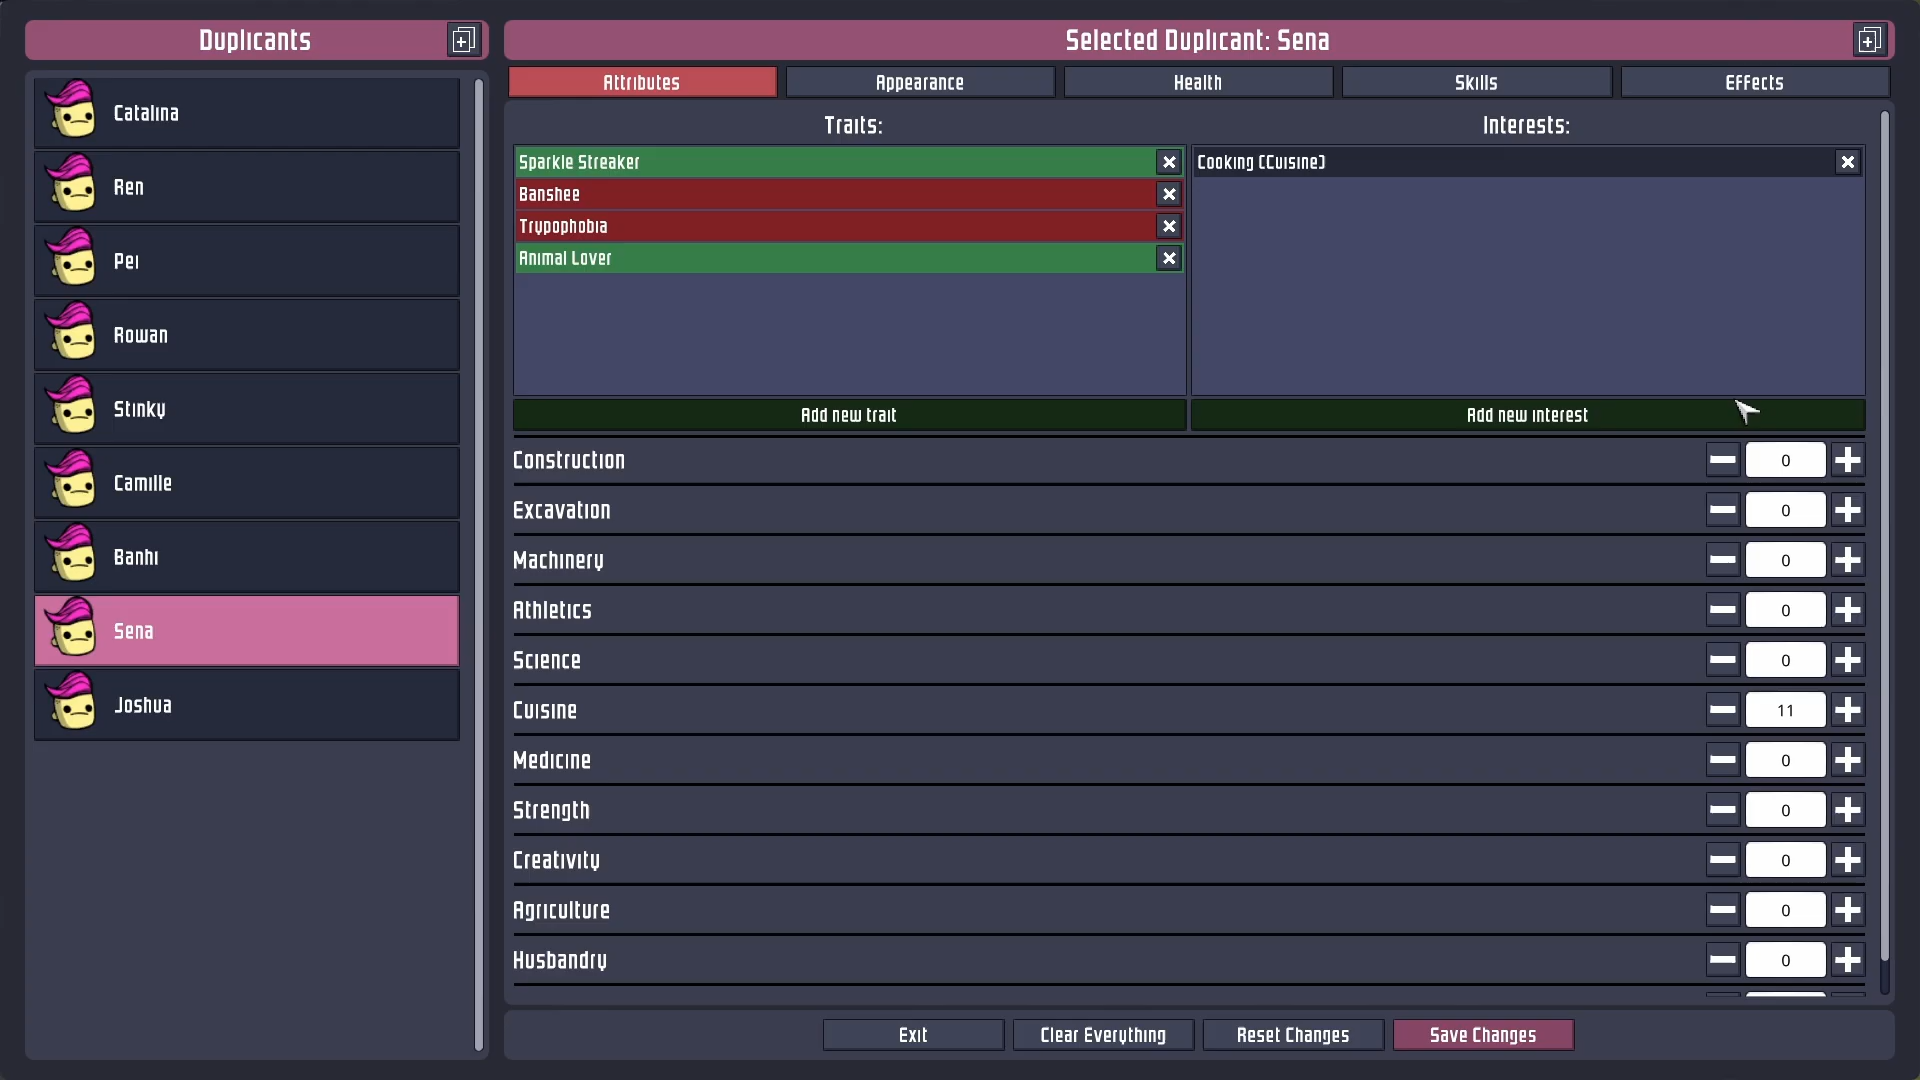 Duplicants
Catalina
Ren
Pei
Rowan
Stinky
Camille
Banhi
Sena
Joshua
Selected Duplicant: Sena
Attributes
Appearance
Health
Skills
Effects
Traits:
Sparkle Streaker
Banshee
Trypophobia
Animal Lover
Add new trait
Interests:
Cooking (Cuisine)
Add new interest
Construction 0
Excavation 0
Machinery 0
Athletics 0
Science 0
Cuisine 11
Medicine 0
Strength 0
Creativity 0
Agriculture 0
Husbandry 0
Exit
Clear Everything
Reset Changes
Save Changes